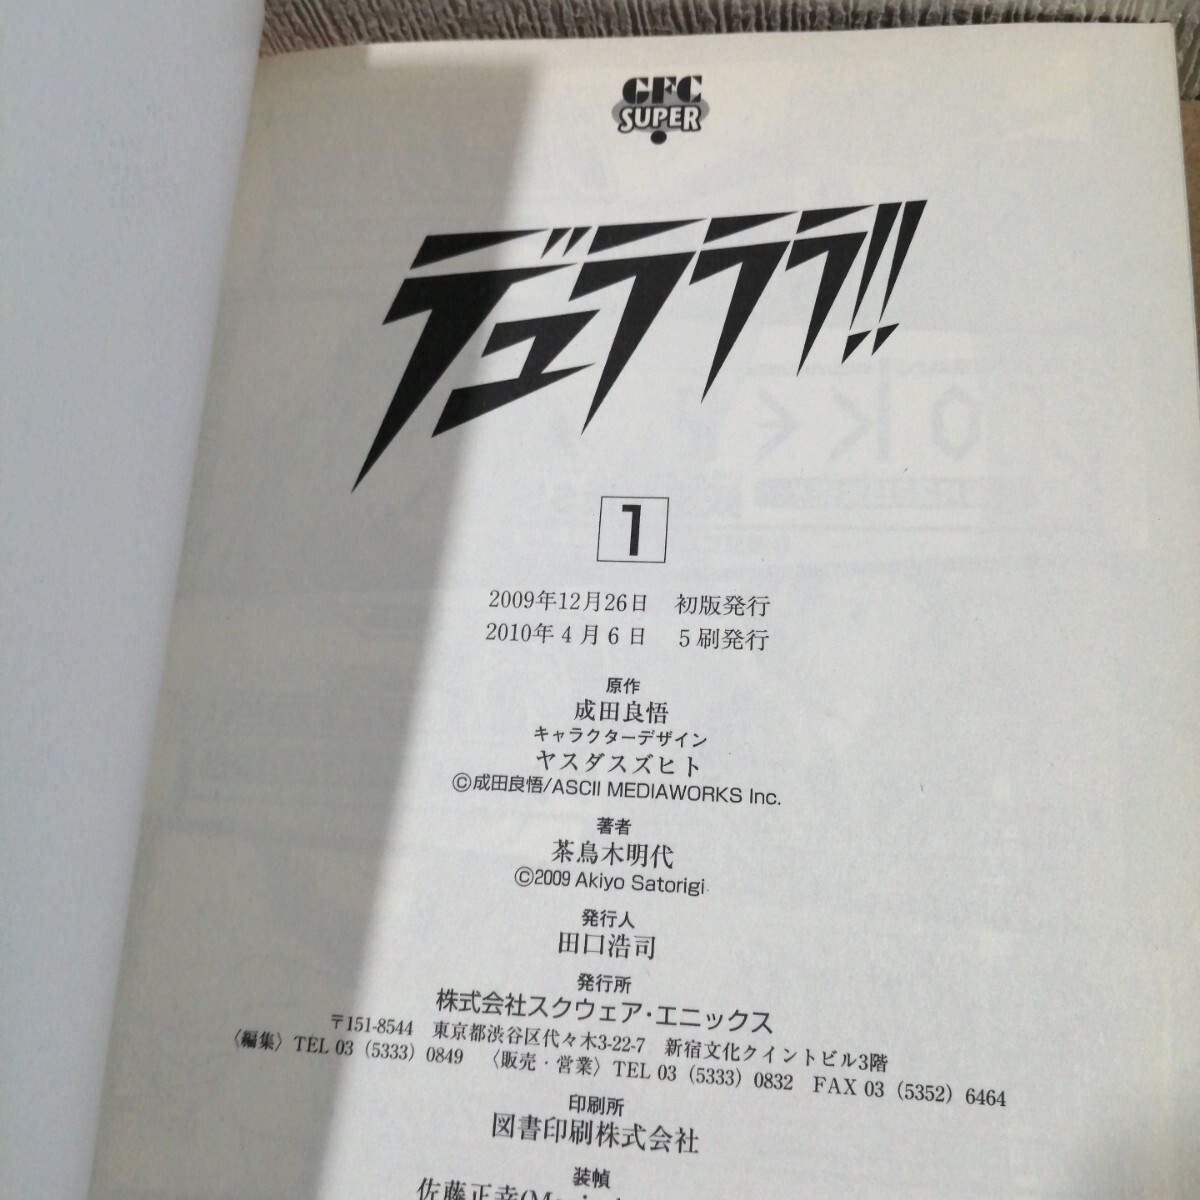 GFC
SUPER
デュラララ!!
1
2009年12月26日　初版発行
2010年4月6日　5刷発行
原作
成田良悟
キャラクターデザイン
ヤスダスズヒト
©成田良悟/ASCII MEDIAWORKS Inc.
著者
茶鳥木明代
©2009 Akiyo Satorigi
発行人
田口浩司
発行所
株式会社スクウェア・エニックス
〒151-8544　東京都渋谷区代々木3-22-7　新宿文化クイントビル3階
〈編集〉TEL 03（5333）0849　〈販売・営業〉TEL 03（5333）0832　FAX 03（5352）6464
印刷所
図書印刷株式会社
装幀
佐藤正幸